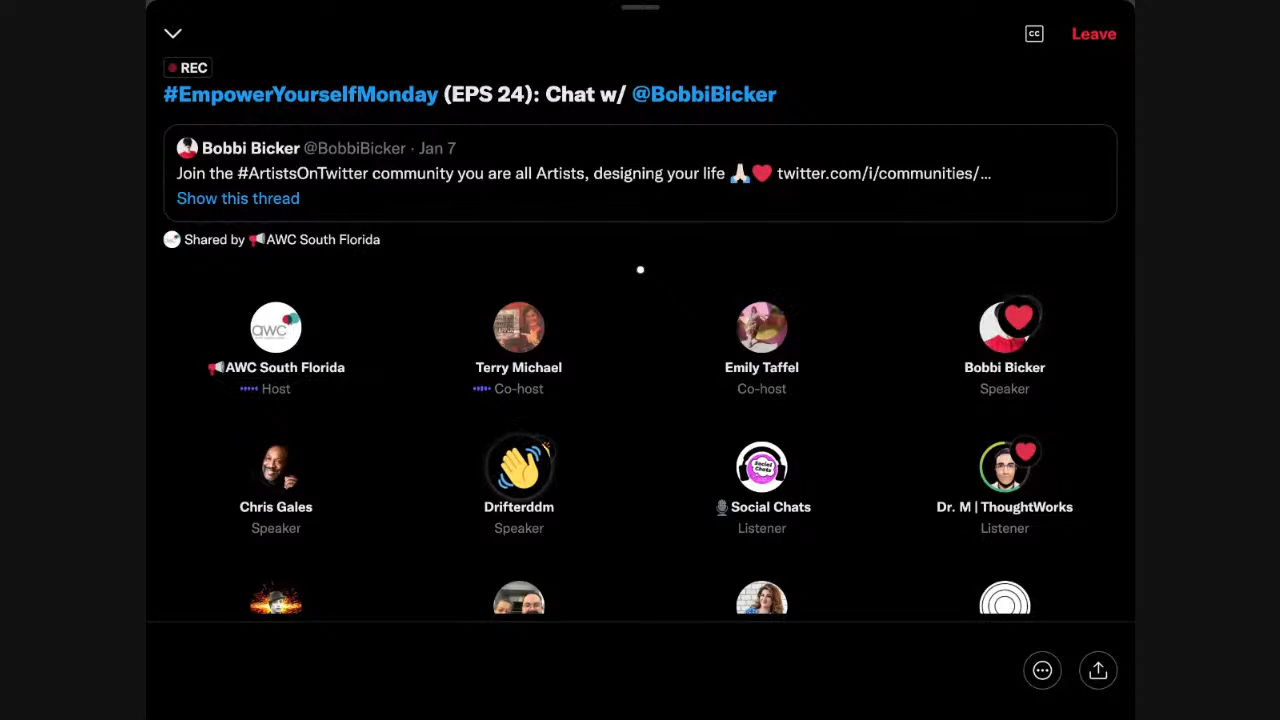 CC
Leave
REC
#EmpowerYourselfMonday (EPS 24): Chat w/ @BobbiBicker
Bobbi Bicker @BobbiBicker · Jan 7
Join the #ArtistsOnTwitter community you are all Artists, designing your life 🙏🏻❤️ twitter.com/i/communities/…
Show this thread
Shared by 📢AWC South Florida
awc
📢AWC South Florida
Host
Terry Michael
Co-host
Emily Taffel
Co-host
Bobbi Bicker
Speaker
Chris Gales
Speaker
Drifterddm
Speaker
Social Chats
🎙️Social Chats
Listener
Dr. M | ThoughtWorks
Listener